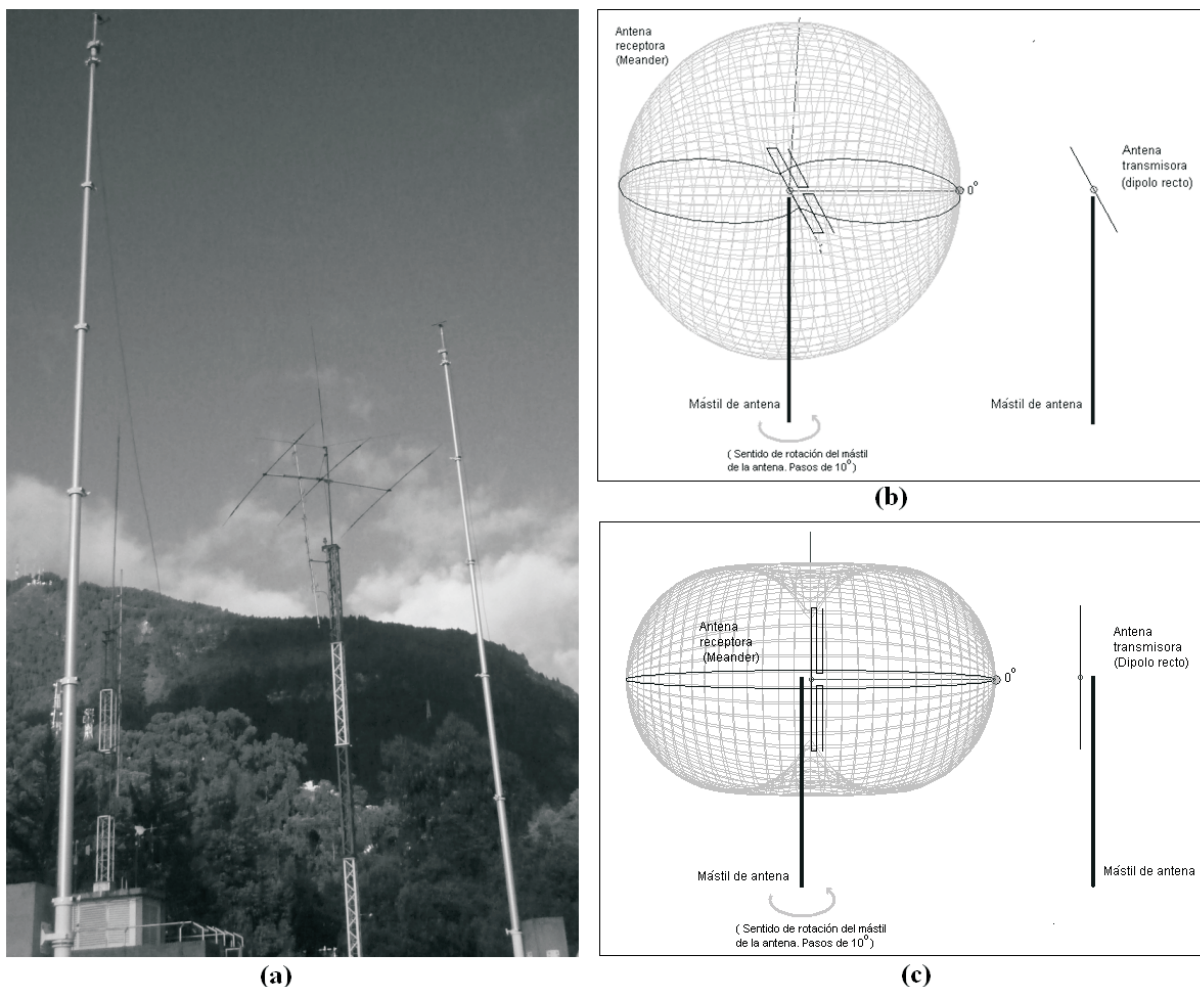 Antena
receptora
(Meander)
0°
Antena
transmisora
(dipolo recto)
Mástil de antena
Mástil de antena
( Sentido de rotación del mástil
de la antena. Pasos de 10°)
(b)
Antena
receptora
(Meander)
0°
Antena
transmisora
(Dipolo recto)
Mástil de antena
Mástil de antena
( Sentido de rotación del mástil
de la antena. Pasos de 10°)
(a)
(c)